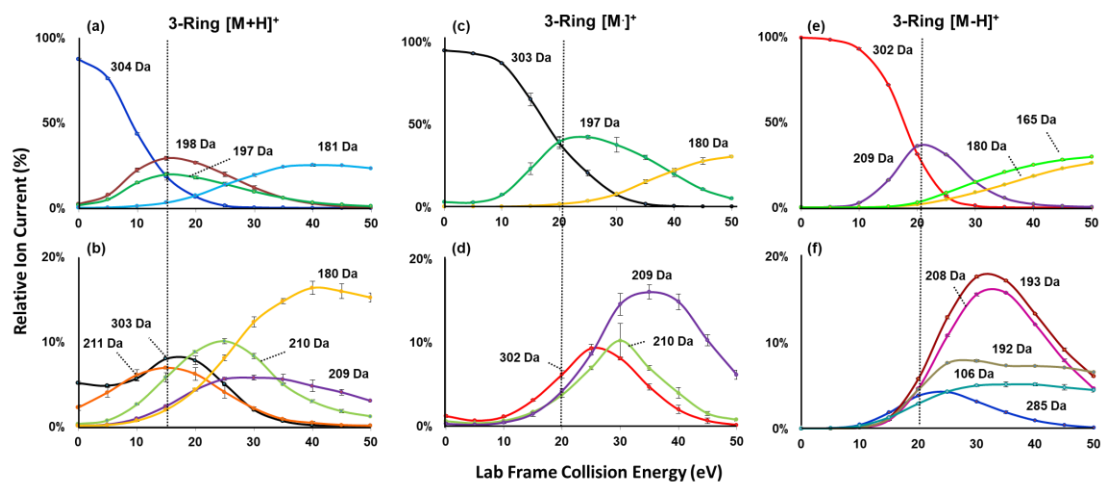 3-Ring [M+H]⁺
3-Ring [M·]⁺
3-Ring [M-H]⁺
Relative Ion Current (%)
(a)
100%
50%
0%
304 Da
198 Da
197 Da
181 Da
0 10 20 30 40 50
(c)
100%
50%
0%
303 Da
197 Da
180 Da
0 10 20 30 40 50
(e)
100%
50%
0%
302 Da
209 Da
165 Da
180 Da
0 10 20 30 40 50
(b)
20%
10%
0%
180 Da
303 Da
211 Da
210 Da
209 Da
0 10 20 30 40 50
(d)
20%
10%
0%
209 Da
210 Da
302 Da
0 10 20 30 40 50
(f)
20%
10%
0%
208 Da
193 Da
192 Da
106 Da
285 Da
0 10 20 30 40 50
Lab Frame Collision Energy (eV)